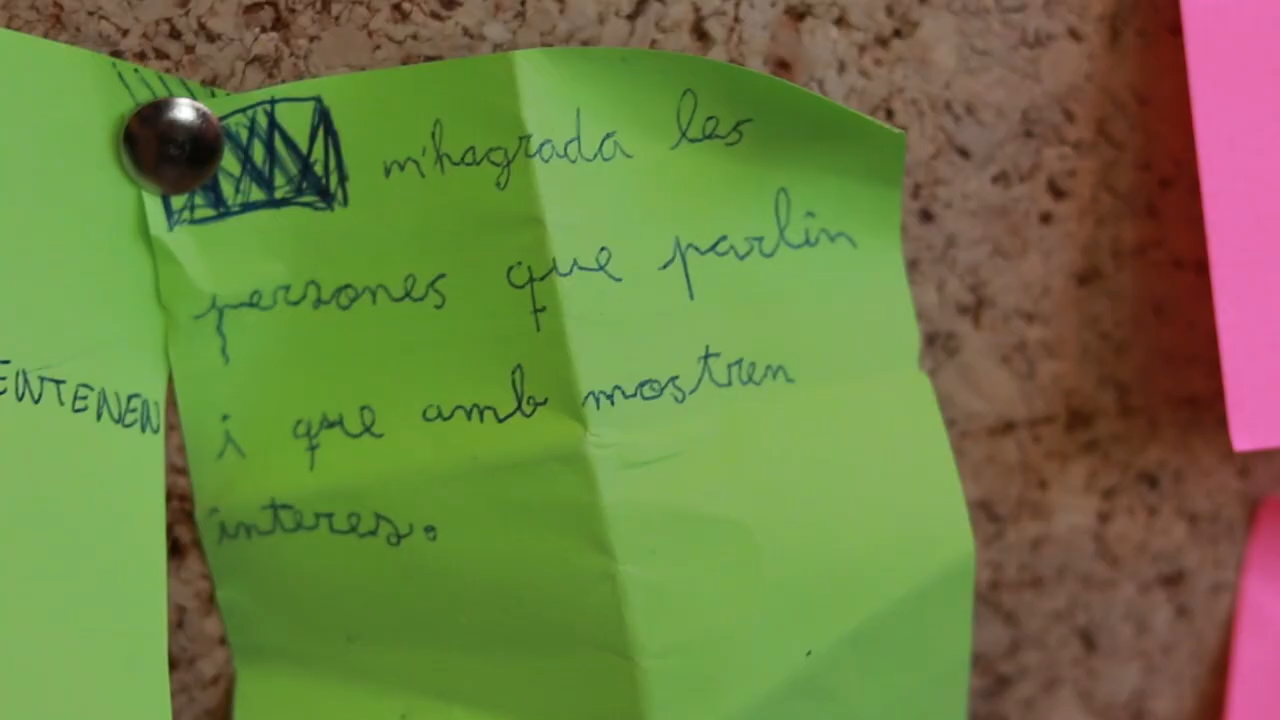 m'hagrada les
persones que parlin
i que amb mostren
interes.
ENTENEN